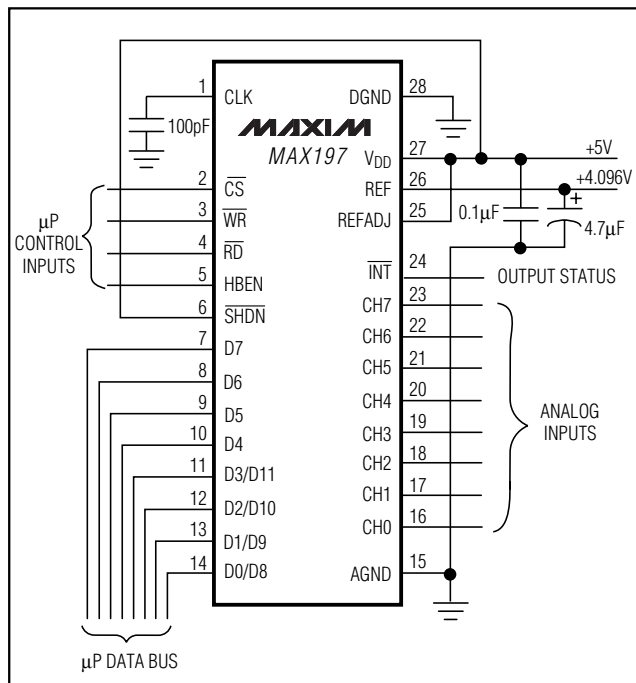 1 CLK
100pF
MAXIM
MAX197
DGND 28
VDD 27 +5V
REF 26 +4.096V
REFADJ 25
0.1µF
4.7µF
+
2 CS
3 WR
4 RD
5 HBEN
6 SHDN
µP
CONTROL
INPUTS
INT 24
OUTPUT STATUS
CH7 23
CH6 22
CH5 21
CH4 20
CH3 19
CH2 18
CH1 17
CH0 16
ANALOG
INPUTS
AGND 15
7 D7
8 D6
9 D5
10 D4
11 D3/D11
12 D2/D10
13 D1/D9
14 D0/D8
µP DATA BUS